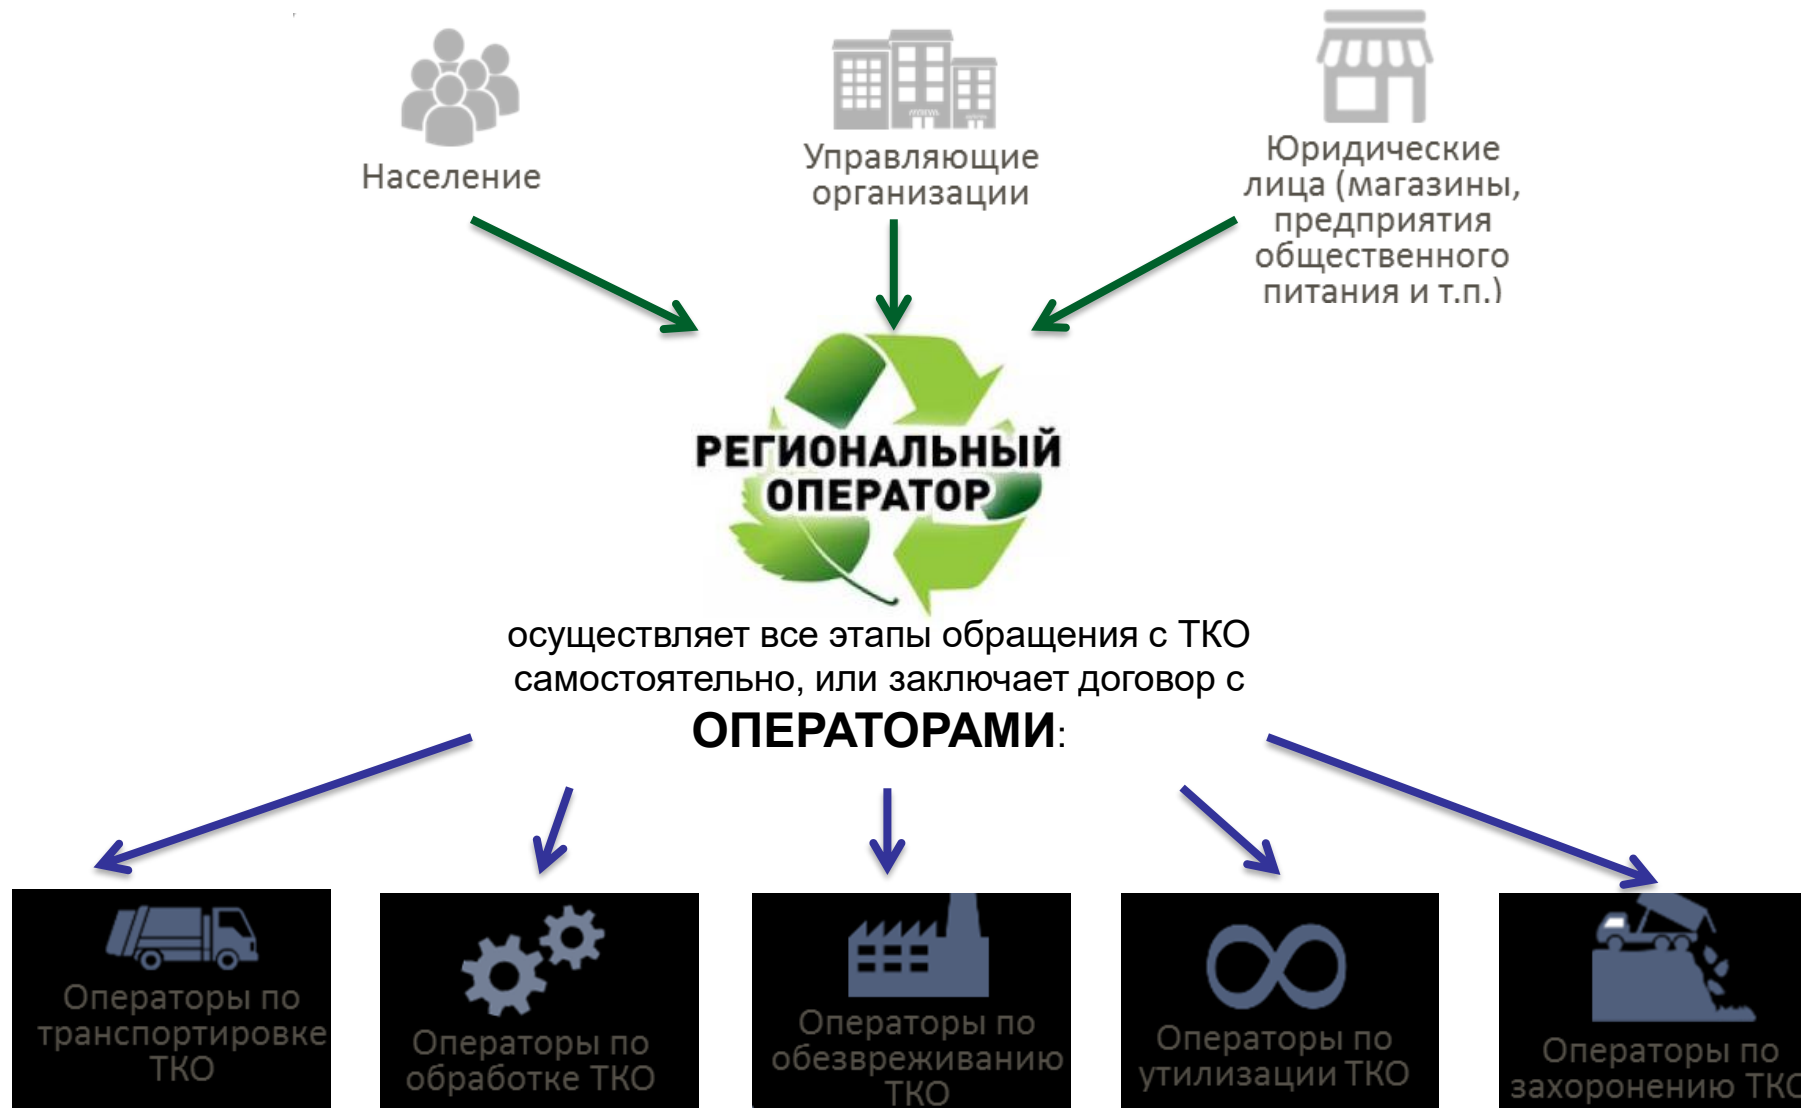 Население
Управляющие
организации
Юридические
лица (магазины,
предприятия
общественного
питания и т.п.)
РЕГИОНАЛЬНЫЙ
ОПЕРАТОР
осуществляет все этапы обращения с ТКО
самостоятельно, или заключает договор с
ОПЕРАТОРАМИ:
Операторы по
транспортировке
ТКО
Операторы по
обработке ТКО
Операторы по
обезвреживанию
ТКО
Операторы по
утилизации ТКО
Операторы по
захоронению ТКО